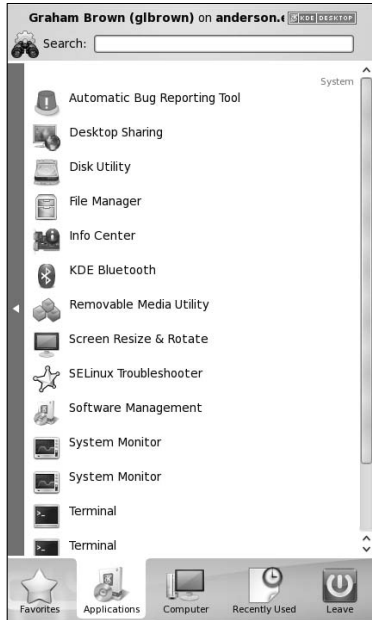 Graham Brown (glbrown) on anderson. KDE DESKTOP
Search:
System
Automatic Bug Reporting Tool
Desktop Sharing
Disk Utility
File Manager
Info Center
KDE Bluetooth
Removable Media Utility
Screen Resize & Rotate
SELinux Troubleshooter
Software Management
System Monitor
System Monitor
Terminal
Terminal
Favorites Applications Computer Recently Used Leave